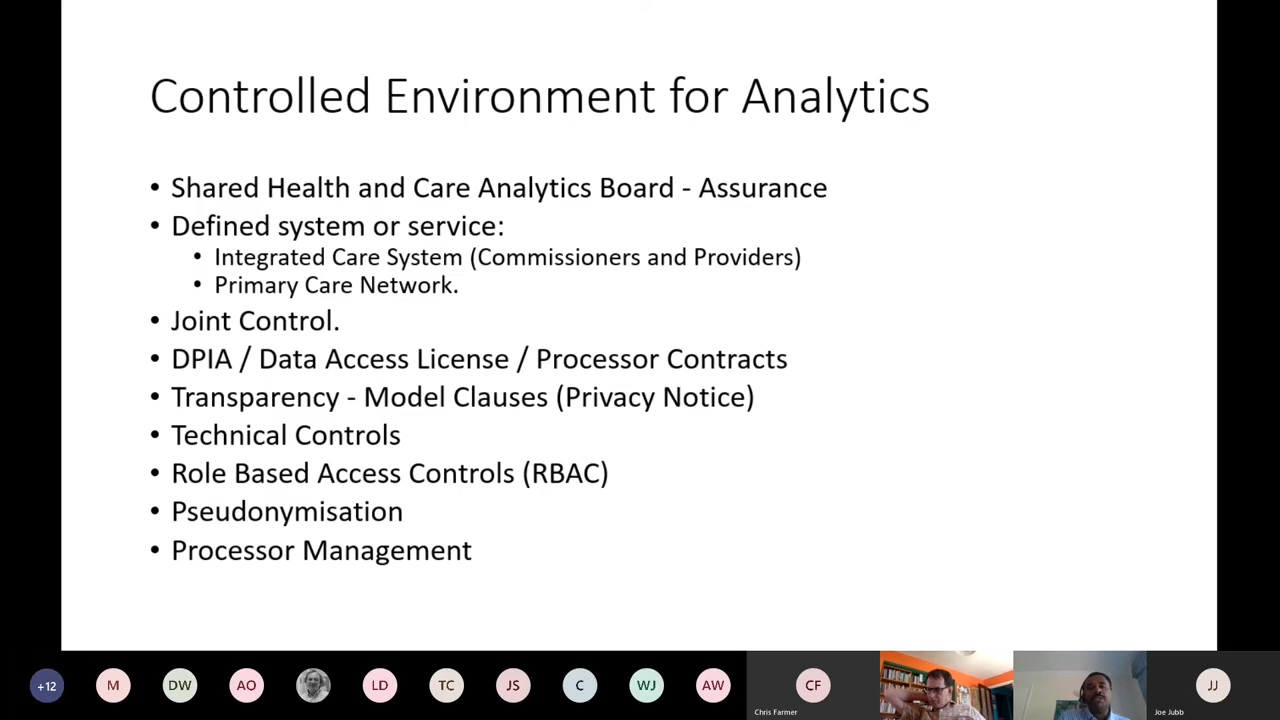 Controlled Environment for Analytics
• Shared Health and Care Analytics Board - Assurance
• Defined system or service:
• Integrated Care System (Commissioners and Providers)
• Primary Care Network.
• Joint Control.
• DPIA / Data Access License / Processor Contracts
• Transparency - Model Clauses (Privacy Notice)
• Technical Controls
• Role Based Access Controls (RBAC)
• Pseudonymisation
• Processor Management
+12 M DW AO LD TC JS C WJ AW CF JJ
Chris Farmer Joe Jubb